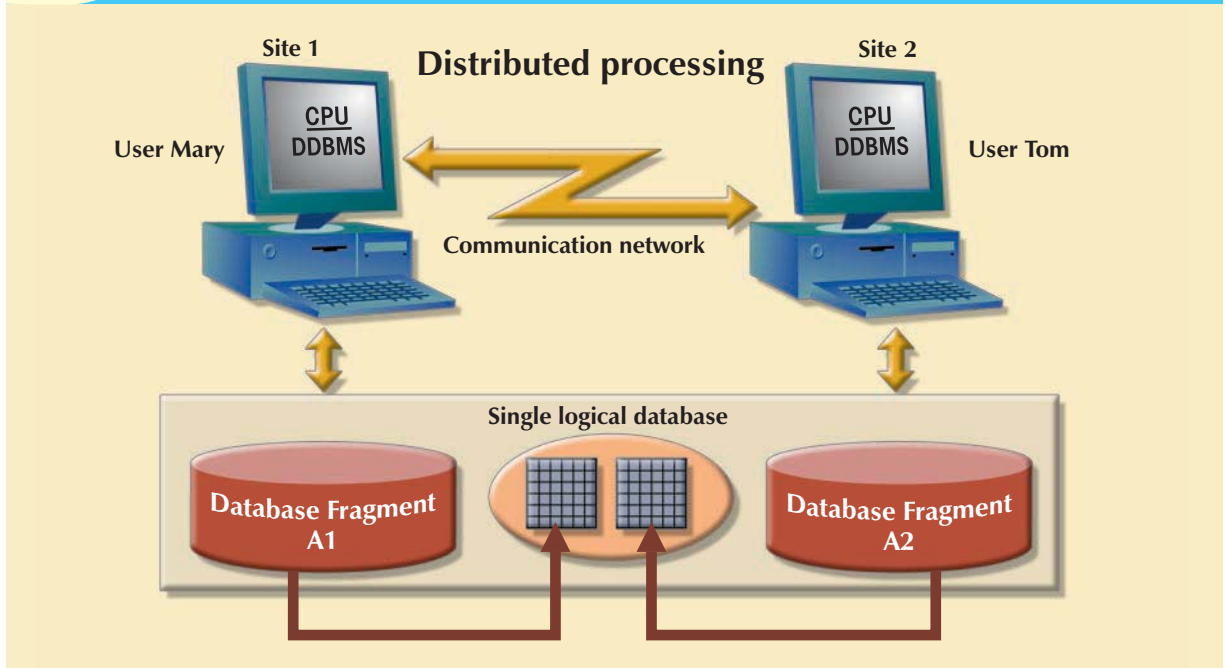 Site 1
Distributed processing
Site 2
CPU
DDBMS
CPU
DDBMS
User Mary
User Tom
Communication network
Single logical database
Database Fragment
A1
Database Fragment
A2